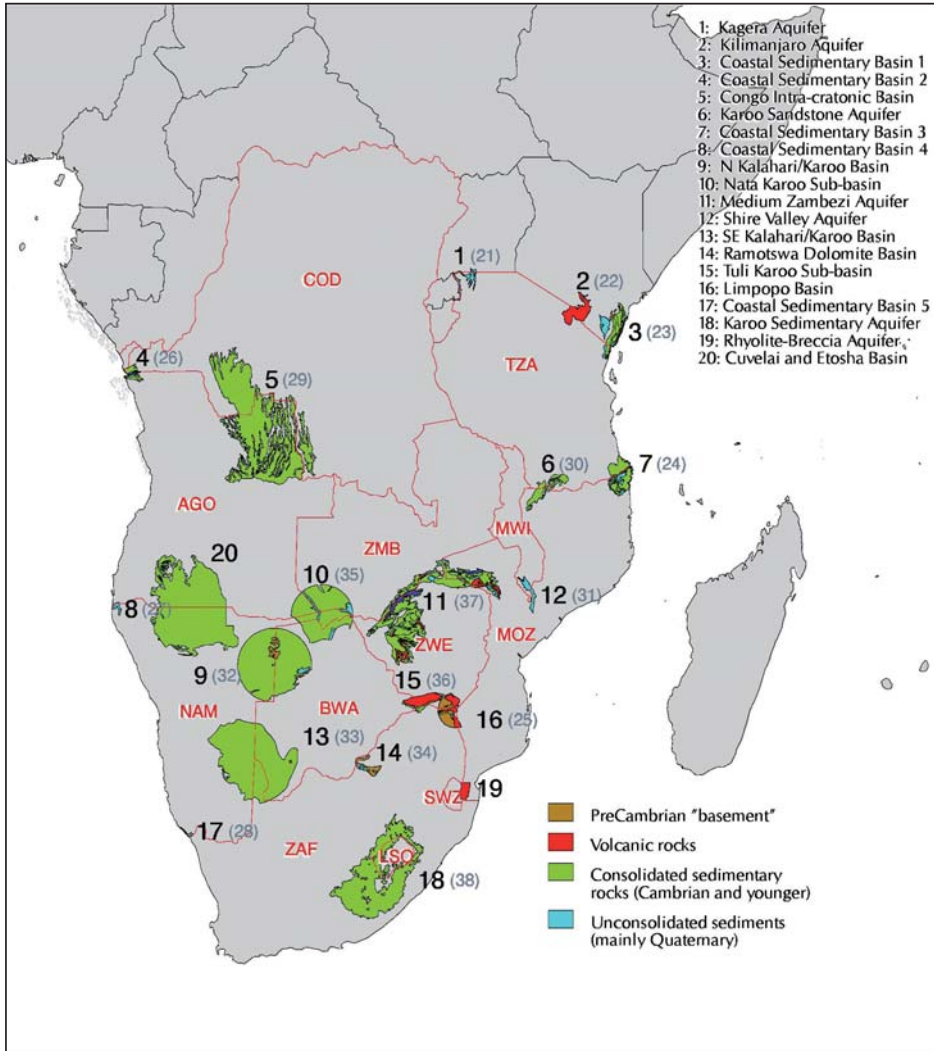 1: Kagera Aquifer
2: Kilimanjaro Aquifer
3: Coastal Sedimentary Basin 1
4: Coastal Sedimentary Basin 2
5: Congo Intra-cratonic Basin
6: Karoo Sandstone Aquifer
7: Coastal Sedimentary Basin 3
8: Coastal Sedimentary Basin 4
9: N Kalahari/Karoo Basin
10: Nata Karoo Sub-basin
11: Medium Zambezi Aquifer
12: Shire Valley Aquifer
13: SE Kalahari/Karoo Basin
14: Ramotswa Dolomite Basin
15: Tuli Karoo Sub-basin
16: Limpopo Basin
17: Coastal Sedimentary Basin 5
18: Karoo Sedimentary Aquifer
19: Rhyolite-Breccia Aquifer
20: Cuvelai and Etosha Basin
1 (21)
COD
2 (22)
3 (23)
4 (26)
TZA
5 (29)
6 (30)
7 (24)
AGO
MWI
ZMB
20
10 (35)
11 (37)
12 (31)
8 (27)
MOZ
ZWE
9 (32)
15 (36)
NAM
BWA
16 (25)
13 (33)
14 (34)
19
SWZ
17 (28)
ZAF
LSO
18 (38)
PreCambrian "basement"
Volcanic rocks
Consolidated sedimentary
rocks (Cambrian and younger)
Unconsolidated sediments
(mainly Quaternary)